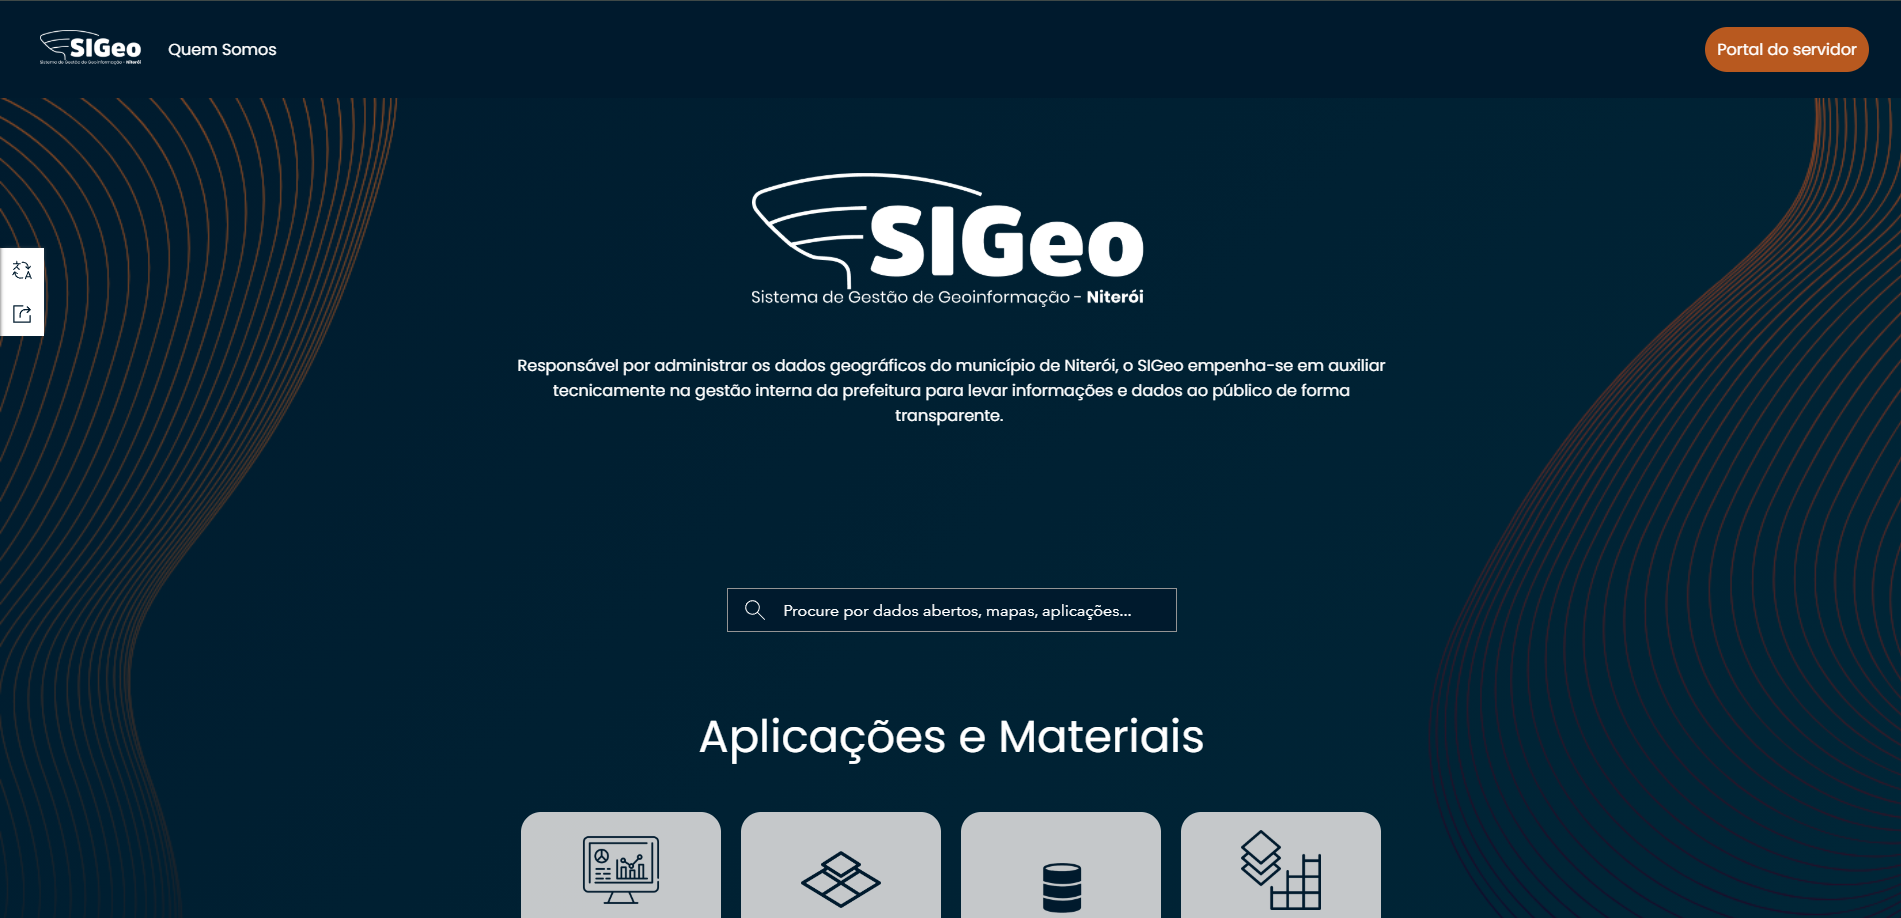 SIGeo
Sistema de Gestão de Geoinformação - Niterói
Quem Somos
Portal do servidor
SIGeo
Sistema de Gestão de Geoinformação - Niterói
Responsável por administrar os dados geográficos do município de Niterói, o SIGeo empenha-se em auxiliar
tecnicamente na gestão interna da prefeitura para levar informações e dados ao público de forma
transparente.
Procure por dados abertos, mapas, aplicações...
Aplicações e Materiais